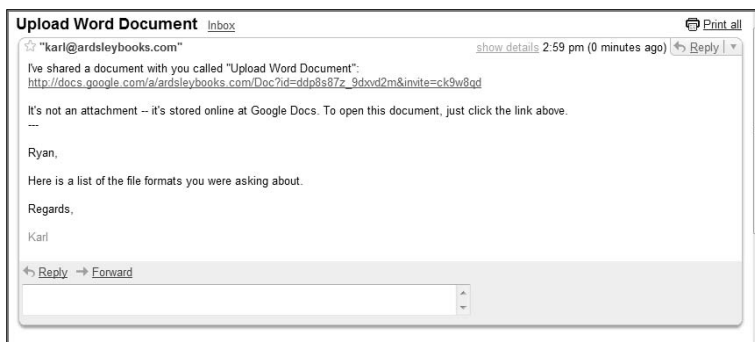 Upload Word Document Inbox Print all
"karl@ardsleybooks.com" show details 2:59 pm (0 minutes ago) Reply
I've shared a document with you called "Upload Word Document":
http://docs.google.com/a/ardsleybooks.com/Doc?id=ddp8s87z_9dxvd2m&invite=ck9w8qd
It's not an attachment -- it's stored online at Google Docs. To open this document, just click the link above.
---
Ryan,
Here is a list of the file formats you were asking about.
Regards,
Karl
Reply Forward